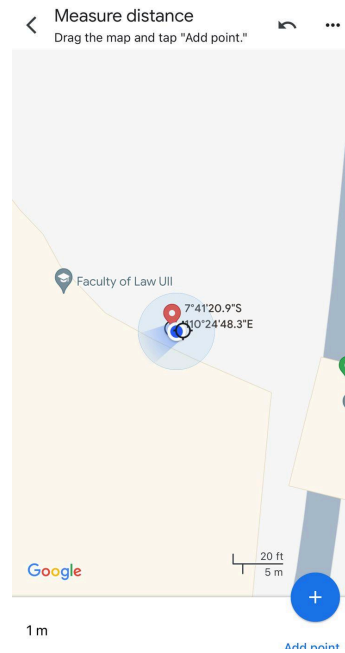 Measure distance
Drag the map and tap "Add point."
Faculty of Law UII
7°41'20.9"S
110°24'48.3"E
Google
20 ft
5 m
1 m
Add point